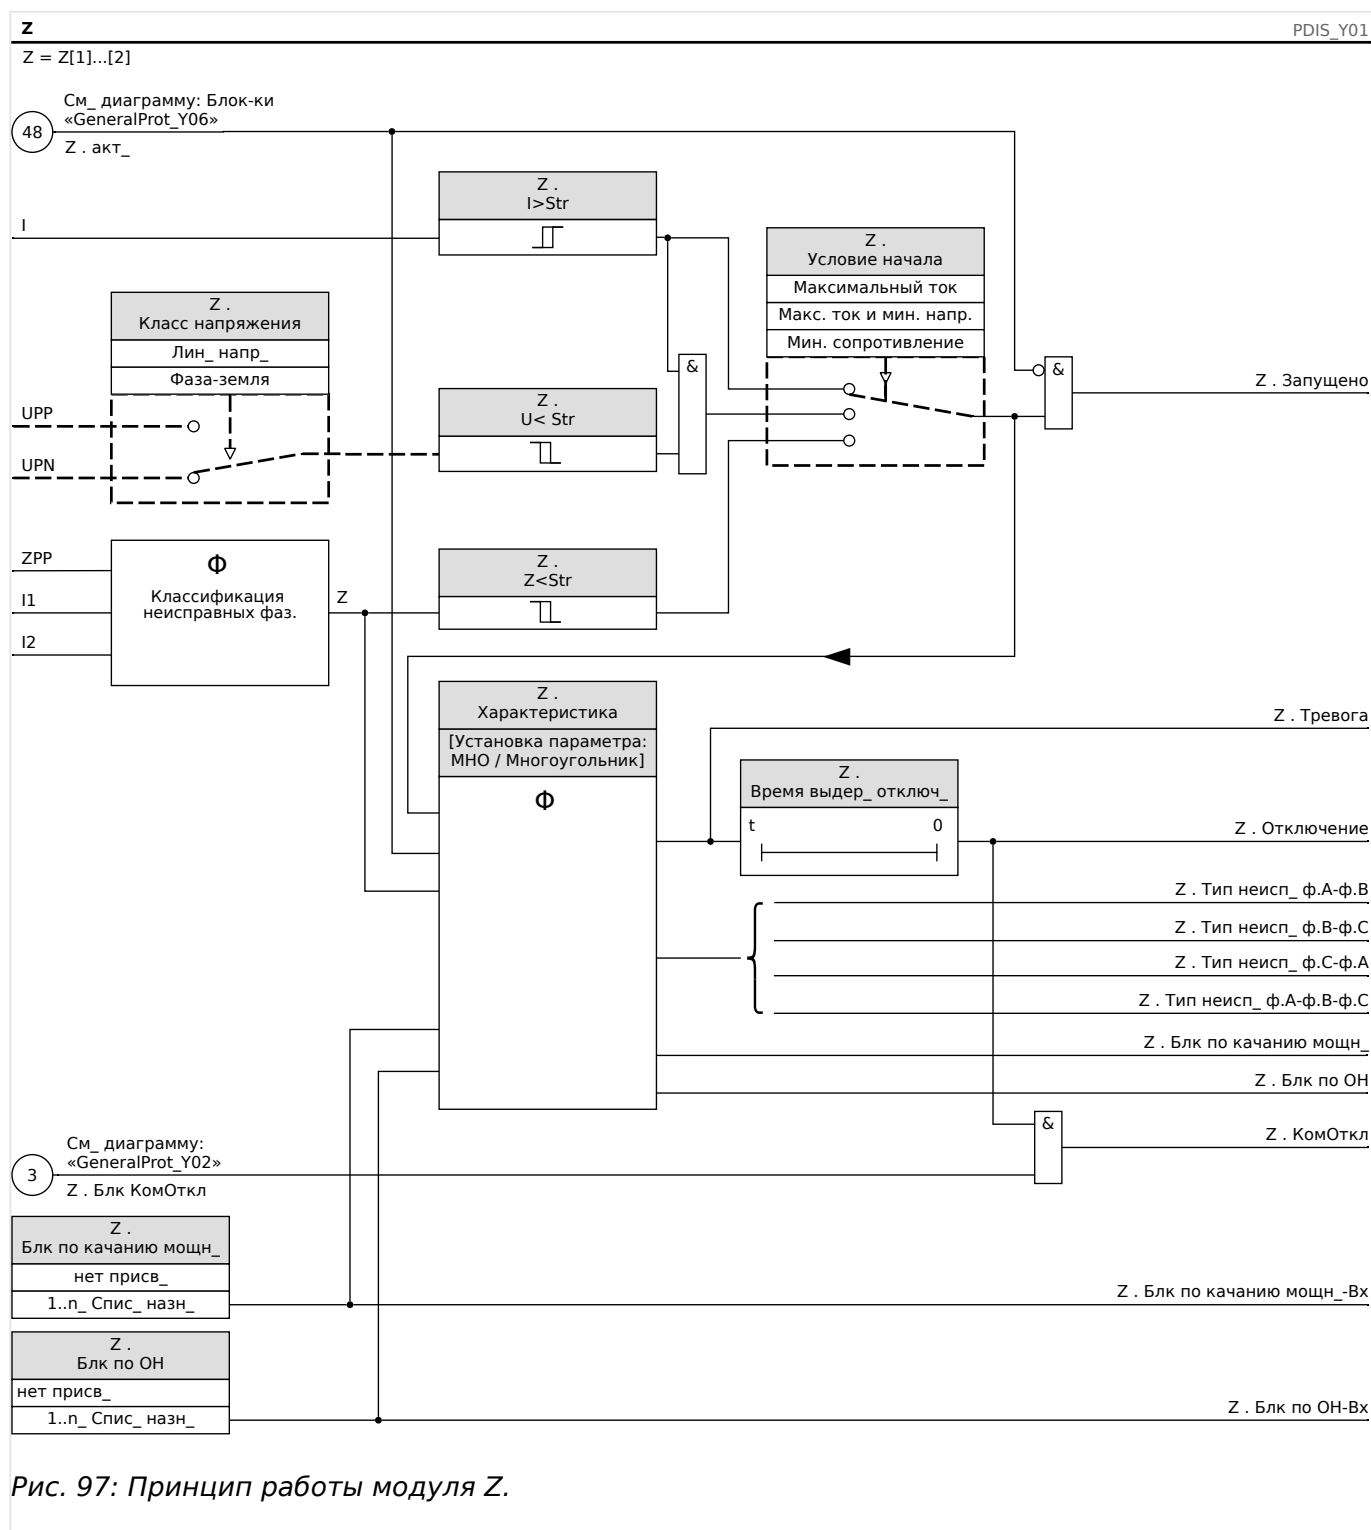 Z
PDIS_Y01
Z = Z[1]...[2]
См_ диаграмму: Блок-ки
«GeneralProt_Y06»
48
Z . акт_
Z .
I>Str
I
Z .
Условие начала
Максимальный ток
Макс. ток и мин. напр.
Мин. сопротивление
Z .
Класс напряжения
Лин_ напр_
Фаза-земля
&
&
Z . Запущено
Z .
U< Str
UPP
UPN
ZPP
I1
I2
Ф
Классификация
неисправных фаз.
Z
Z .
Z<Str
Z .
Характеристика
[Установка параметра:
МНО / Многоугольник]
Ф
Z . Тревога
Z .
Время выдер_ отключ_
t
0
Z . Отключение
Z . Тип неисп_ ф.А-ф.В
Z . Тип неисп_ ф.В-ф.С
Z . Тип неисп_ ф.С-ф.А
Z . Тип неисп_ ф.А-ф.В-ф.С
Z . Блк по качанию мощн_
Z . Блк по ОН
&
Z . КомОткл
См_ диаграмму:
«GeneralProt_Y02»
3
Z . Блк КомОткл
Z .
Блк по качанию мощн_
нет присв_
1..n_ Спис_ назн_
Z . Блк по качанию мощн_-Вх
Z .
Блк по ОН
нет присв_
1..n_ Спис_ назн_
Z . Блк по ОН-Вх
Рис. 97: Принцип работы модуля Z.